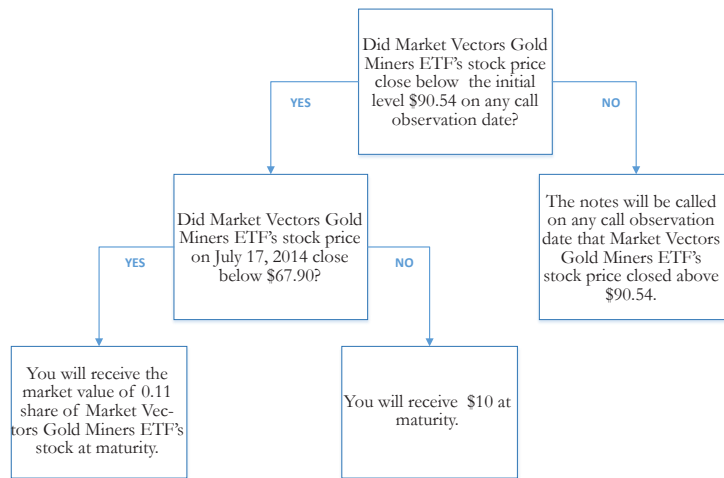 Did Market Vectors Gold
Miners ETF's stock price
close below the initial
level $90.54 on any call
observation date?
YES
NO
Did Market Vectors Gold
Miners ETF's stock price
on July 17, 2014 close
below $67.90?
The notes will be called
on any call observation
date that Market Vectors
Gold Miners ETF's
stock price closed above
$90.54.
YES
NO
You will receive the
market value of 0.11
share of Market Vec-
tors Gold Miners ETF's
stock at maturity.
You will receive $10 at
maturity.